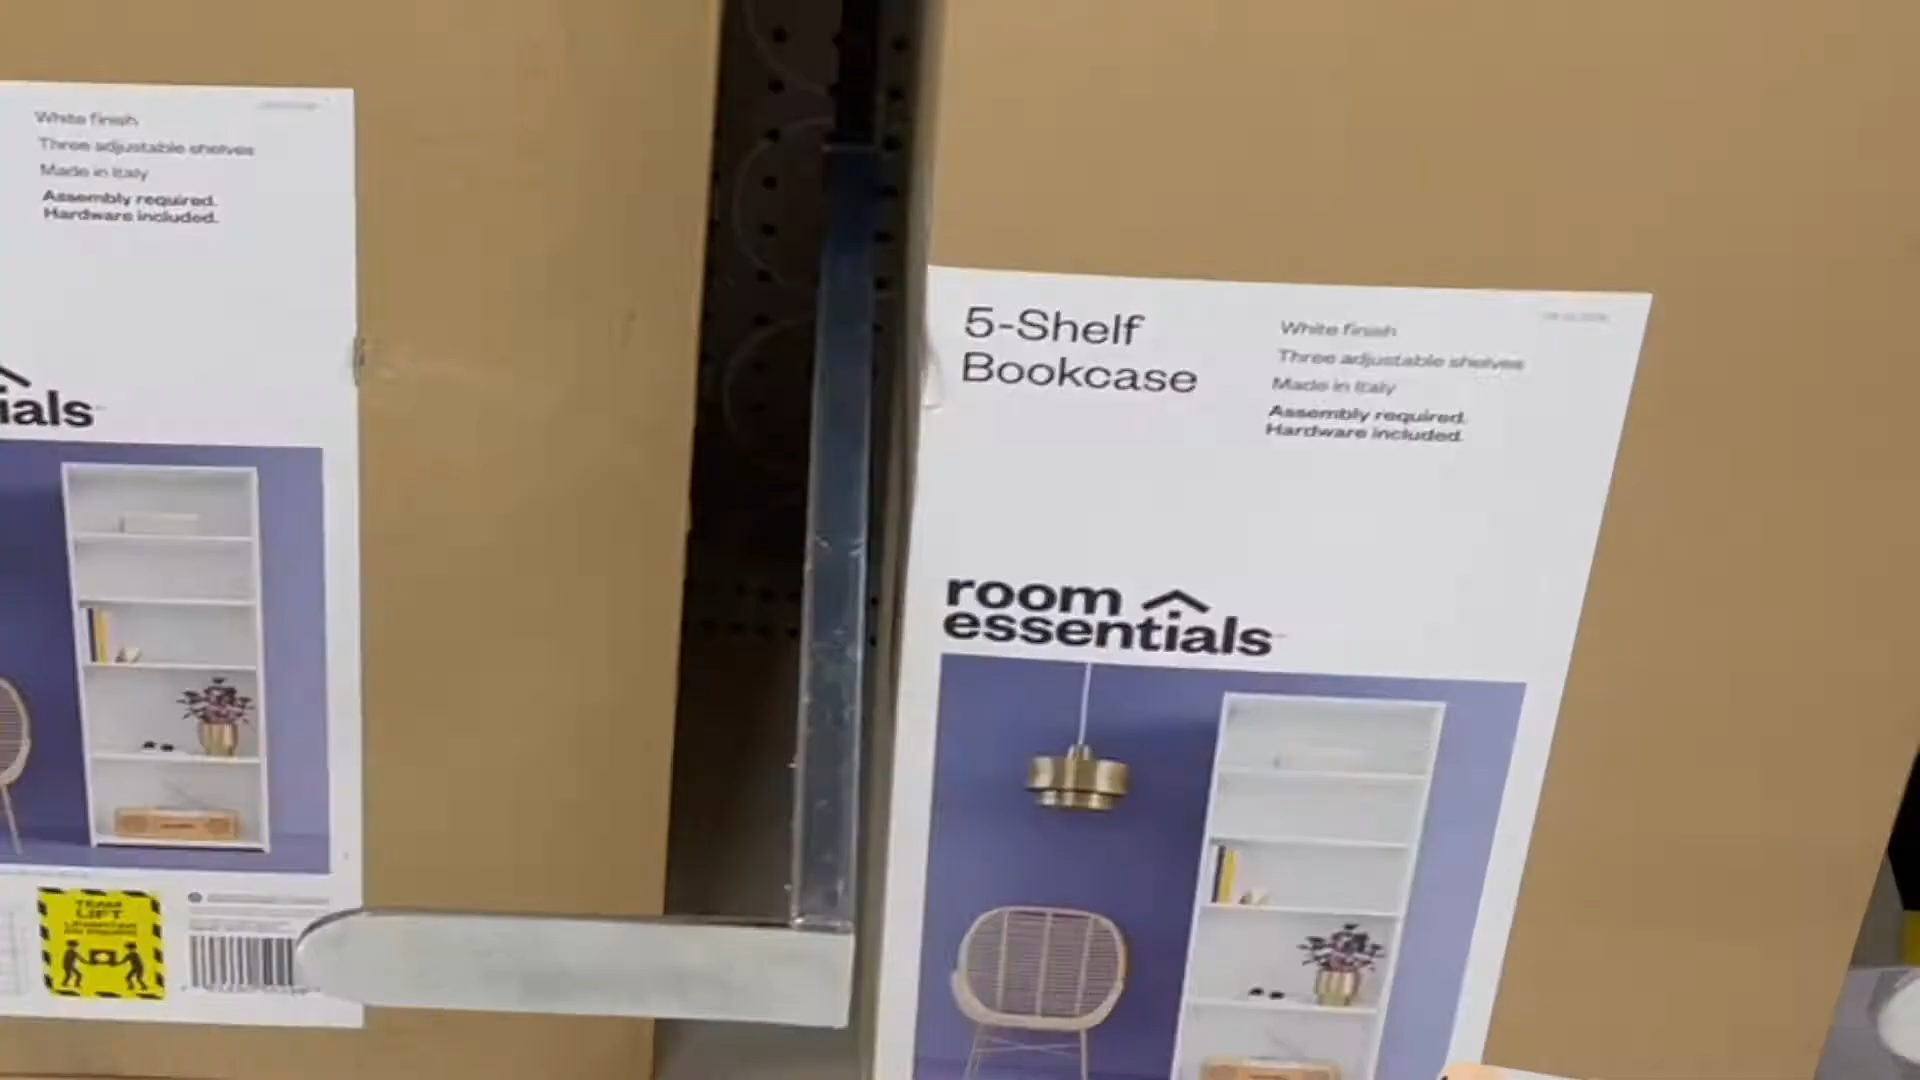 White finish
Three adjustable shelves
Made in Italy
Assembly required.
Hardware included.
ials
TEAM
LIFT
5-Shelf
Bookcase
White finish
Three adjustable shelves
Made in Italy
Assembly required.
Hardware included.
room
essentials